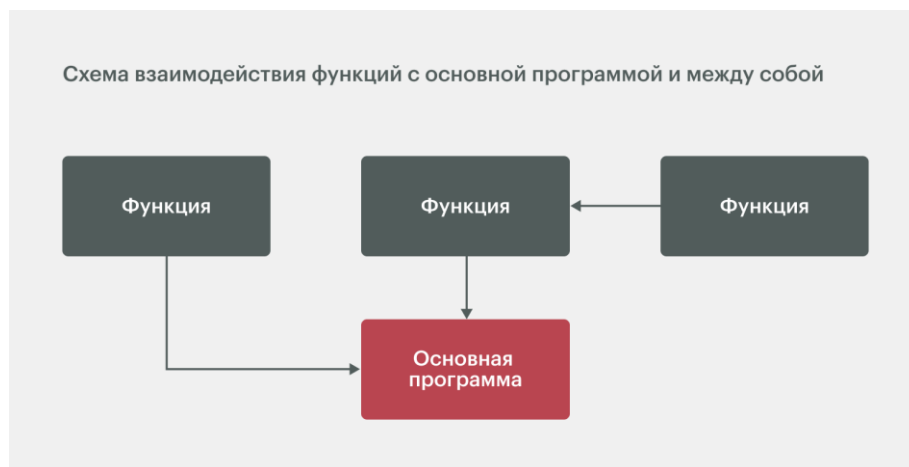 Схема взаимодействия функций с основной программой и между собой
Функция
Функция
Функция
Основная
программа